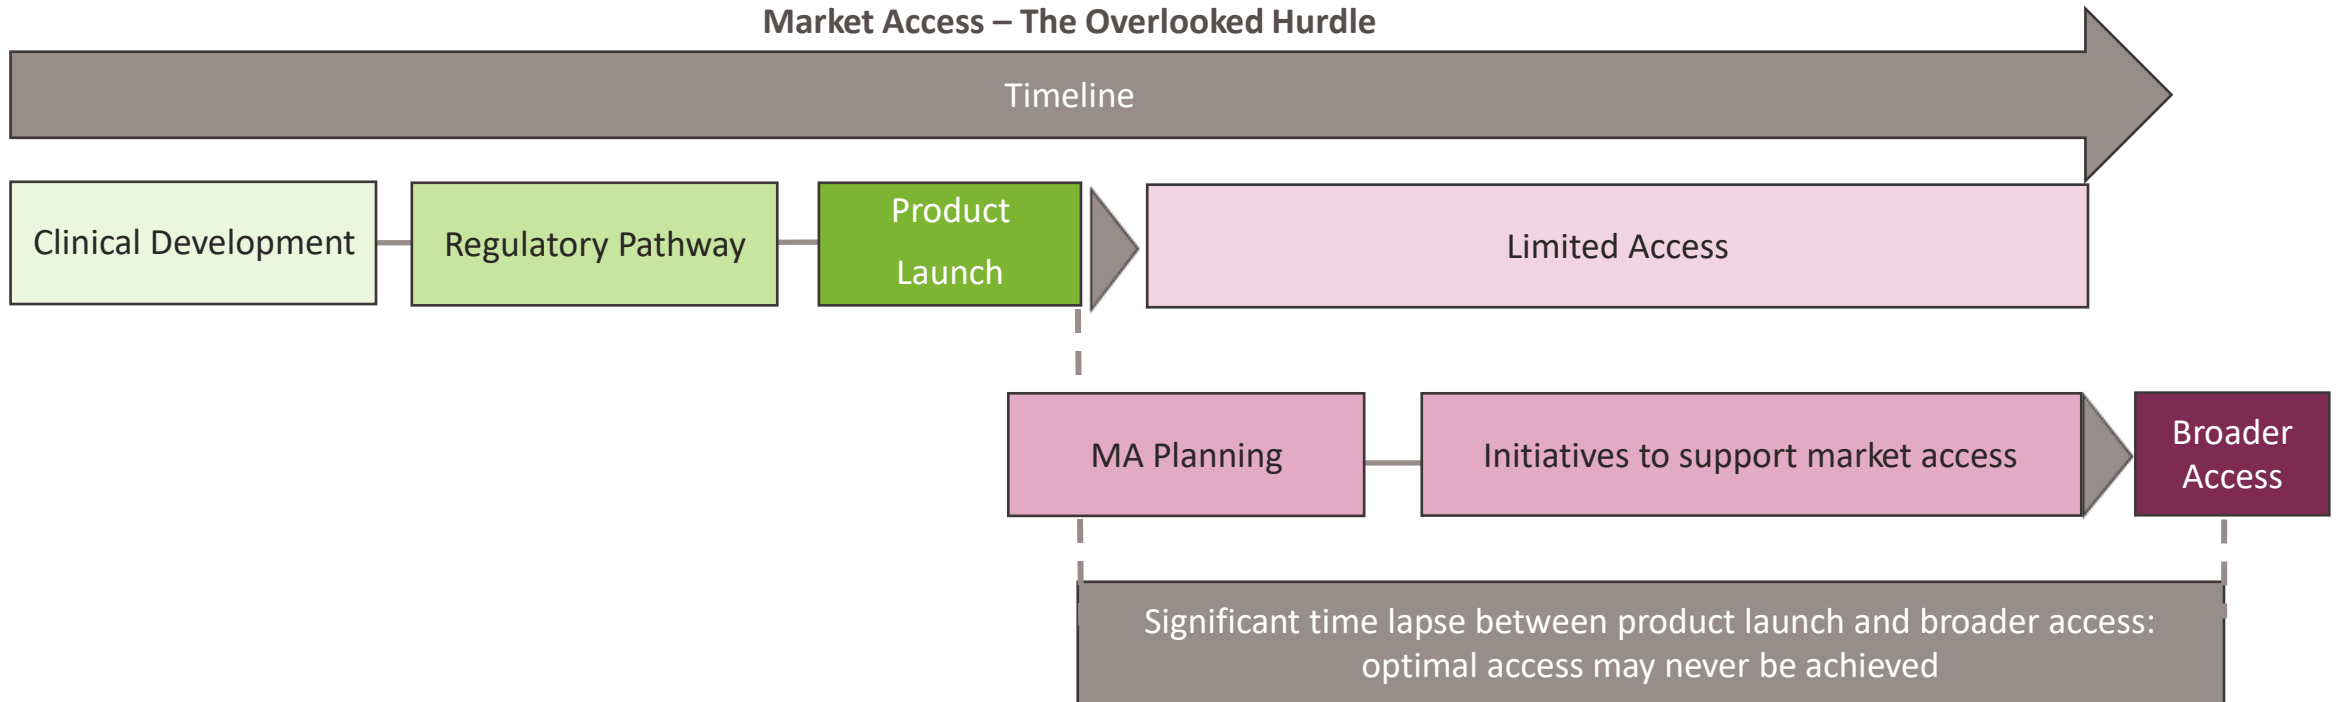 Market Access – The Overlooked Hurdle
Timeline
Clinical Development
Regulatory Pathway
Product
Launch
Limited Access
MA Planning
Initiatives to support market access
Broader
Access
Significant time lapse between product launch and broader access:
optimal access may never be achieved